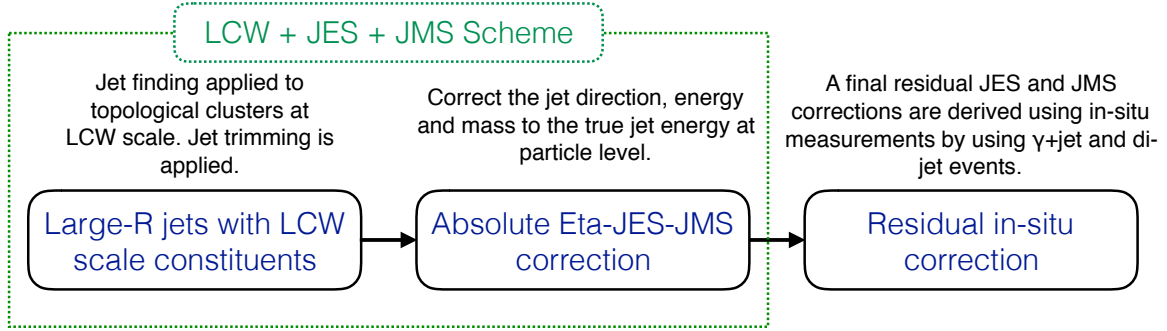 LCW + JES + JMS Scheme
Jet finding applied to
topological clusters at
LCW scale. Jet trimming is
applied.
Large-R jets with LCW
scale constituents
Correct the jet direction, energy
and mass to the true jet energy at
particle level.
Absolute Eta-JES-JMS
correction
A final residual JES and JMS
corrections are derived using in-situ
measurements by using γ+jet and di-
jet events.
Residual in-situ
correction